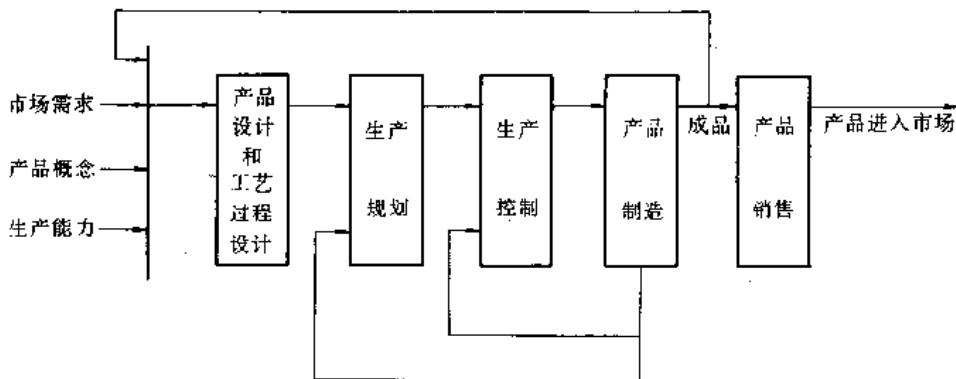 市场需求
产品概念
生产能力
产品
设计
和
工艺
过程
设计
生产
规划
生产
控制
产品
制造
成品
产品
销售
产品进入市场